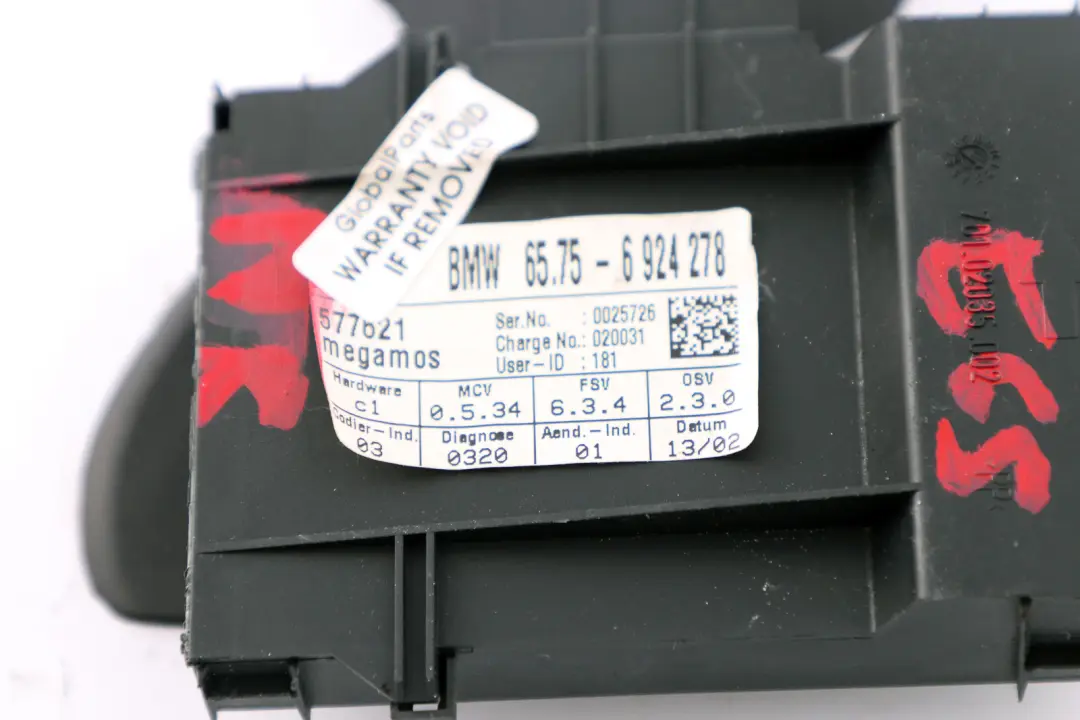 GlobalParts
WARRANTY VOID
IF REMOVED
BMW 65.75 - 6 924 278
577621
megamos
Ser.No. : 0025726
Charge No.: 020031
User-ID : 181
Hardware MCV FSV OSV
c1 0.5.34 6.3.4 2.3.0
Codier-Ind. Diagnose Aend.-Ind. Datum
03 0320 01 13/02